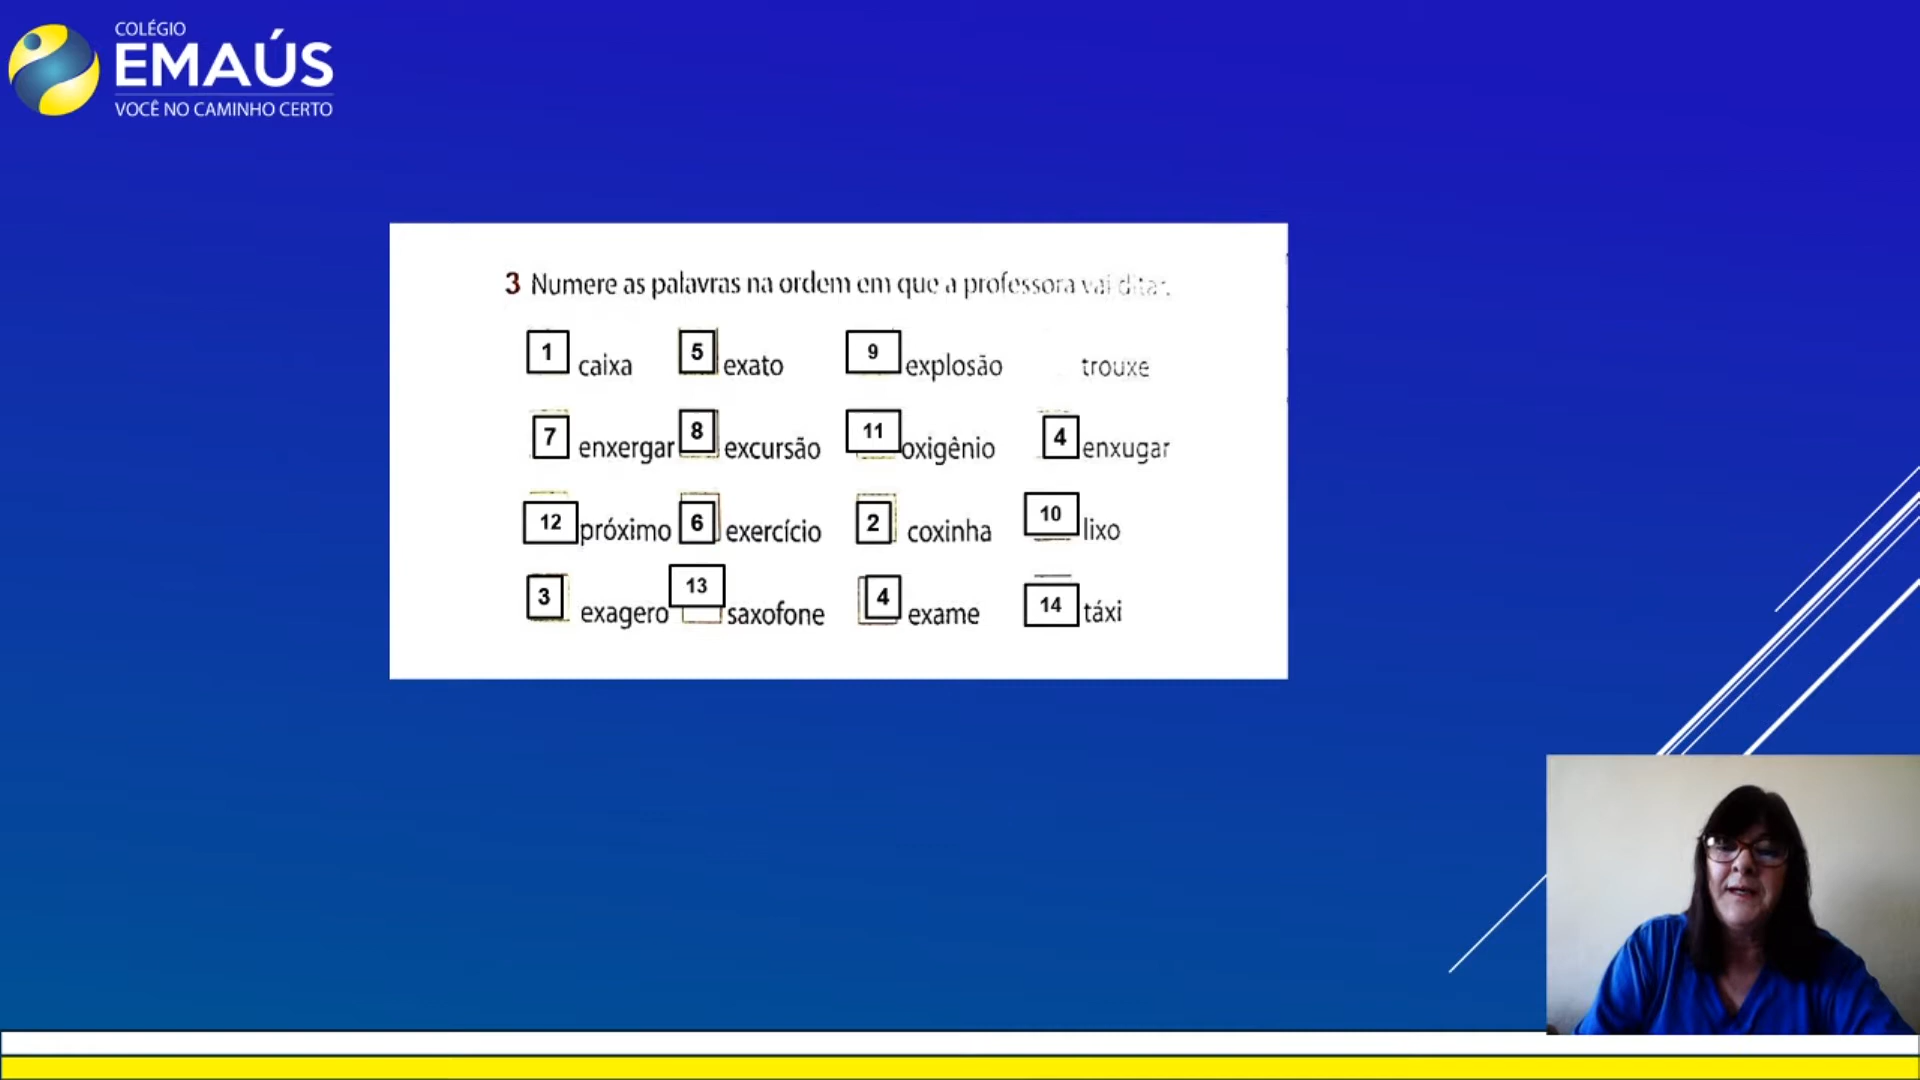 COLÉGIO
EMAÚS
VOCÊ NO CAMINHO CERTO
3 Numere as palavras na ordem em que a professora vai ditar.
1 caixa 5 exato 9 explosão trouxe
7 enxergar 8 excursão 11 oxigênio 4 enxugar
12 próximo 6 exercício 2 coxinha 10 lixo
3 exagero 13 saxofone 4 exame 14 táxi